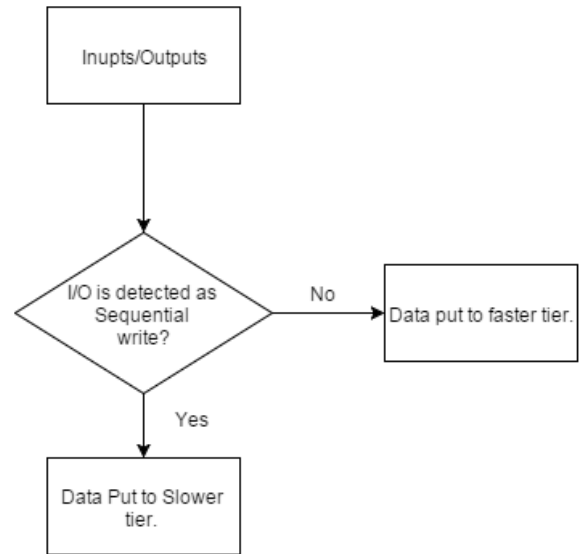 Inupts/Outputs
I/O is detected as
Sequential
write?
No
Data put to faster tier.
Yes
Data Put to Slower
tier.